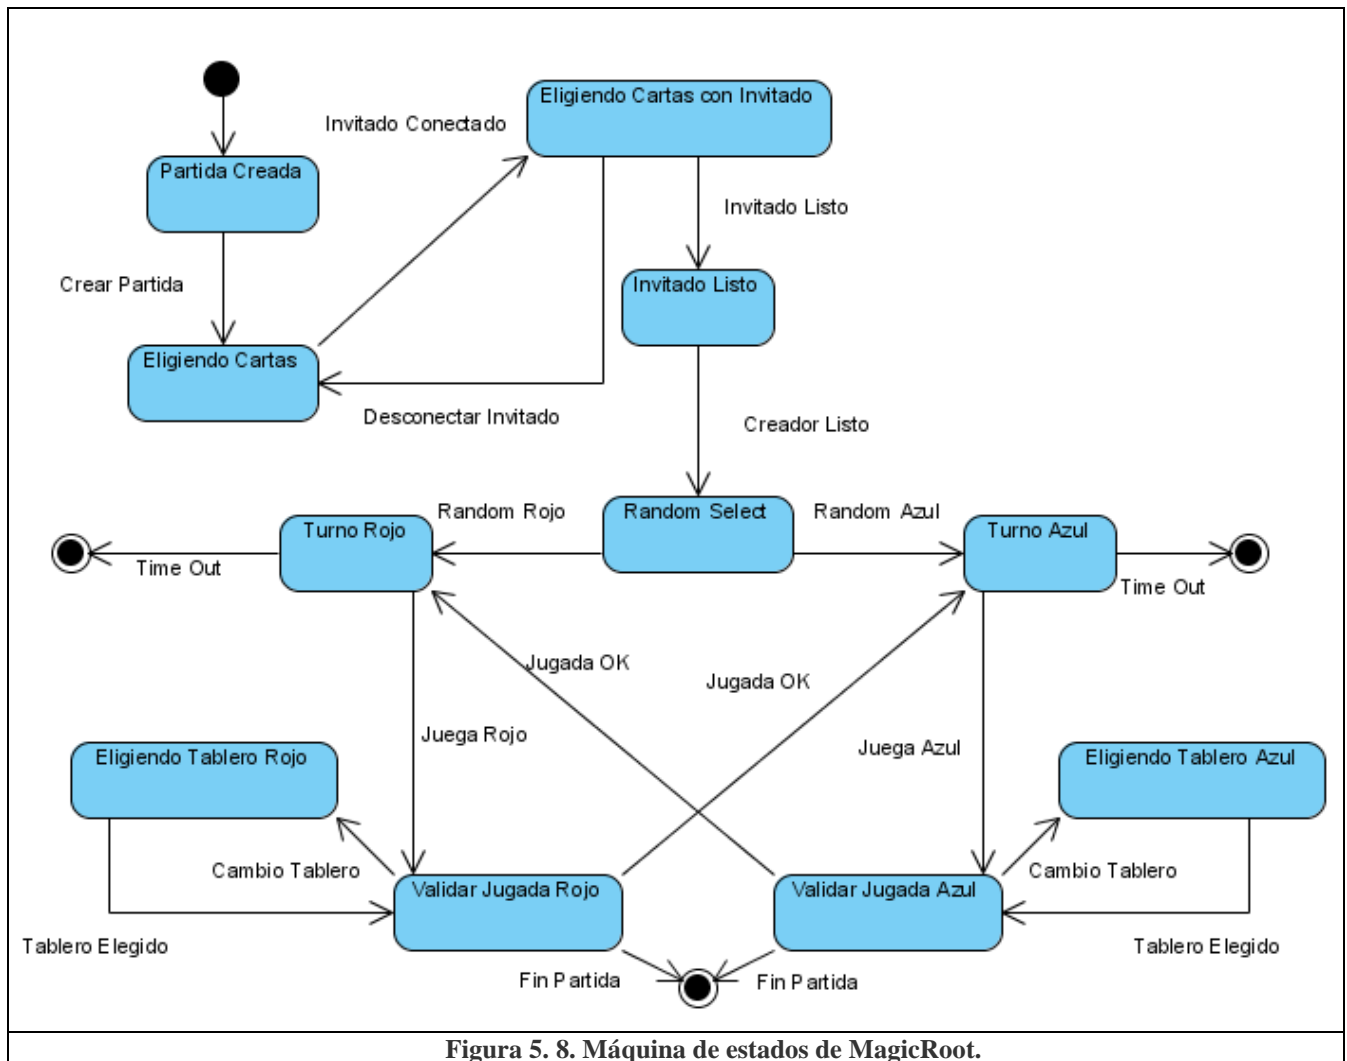 Eligiendo Cartas con Invitado
Invitado Conectado
Partida Creada
Invitado Listo
Crear Partida
Invitado Listo
Eligiendo Cartas
Desconectar Invitado
Creador Listo
Random Rojo
Random Select
Random Azul
Turno Rojo
Turno Azul
Time Out
Time Out
Jugada OK
Jugada OK
Juega Rojo
Juega Azul
Eligiendo Tablero Rojo
Eligiendo Tablero Azul
Cambio Tablero
Cambio Tablero
Validar Jugada Rojo
Validar Jugada Azul
Tablero Elegido
Tablero Elegido
Fin Partida
Fin Partida
Figura 5. 8. Máquina de estados de MagicRoot.